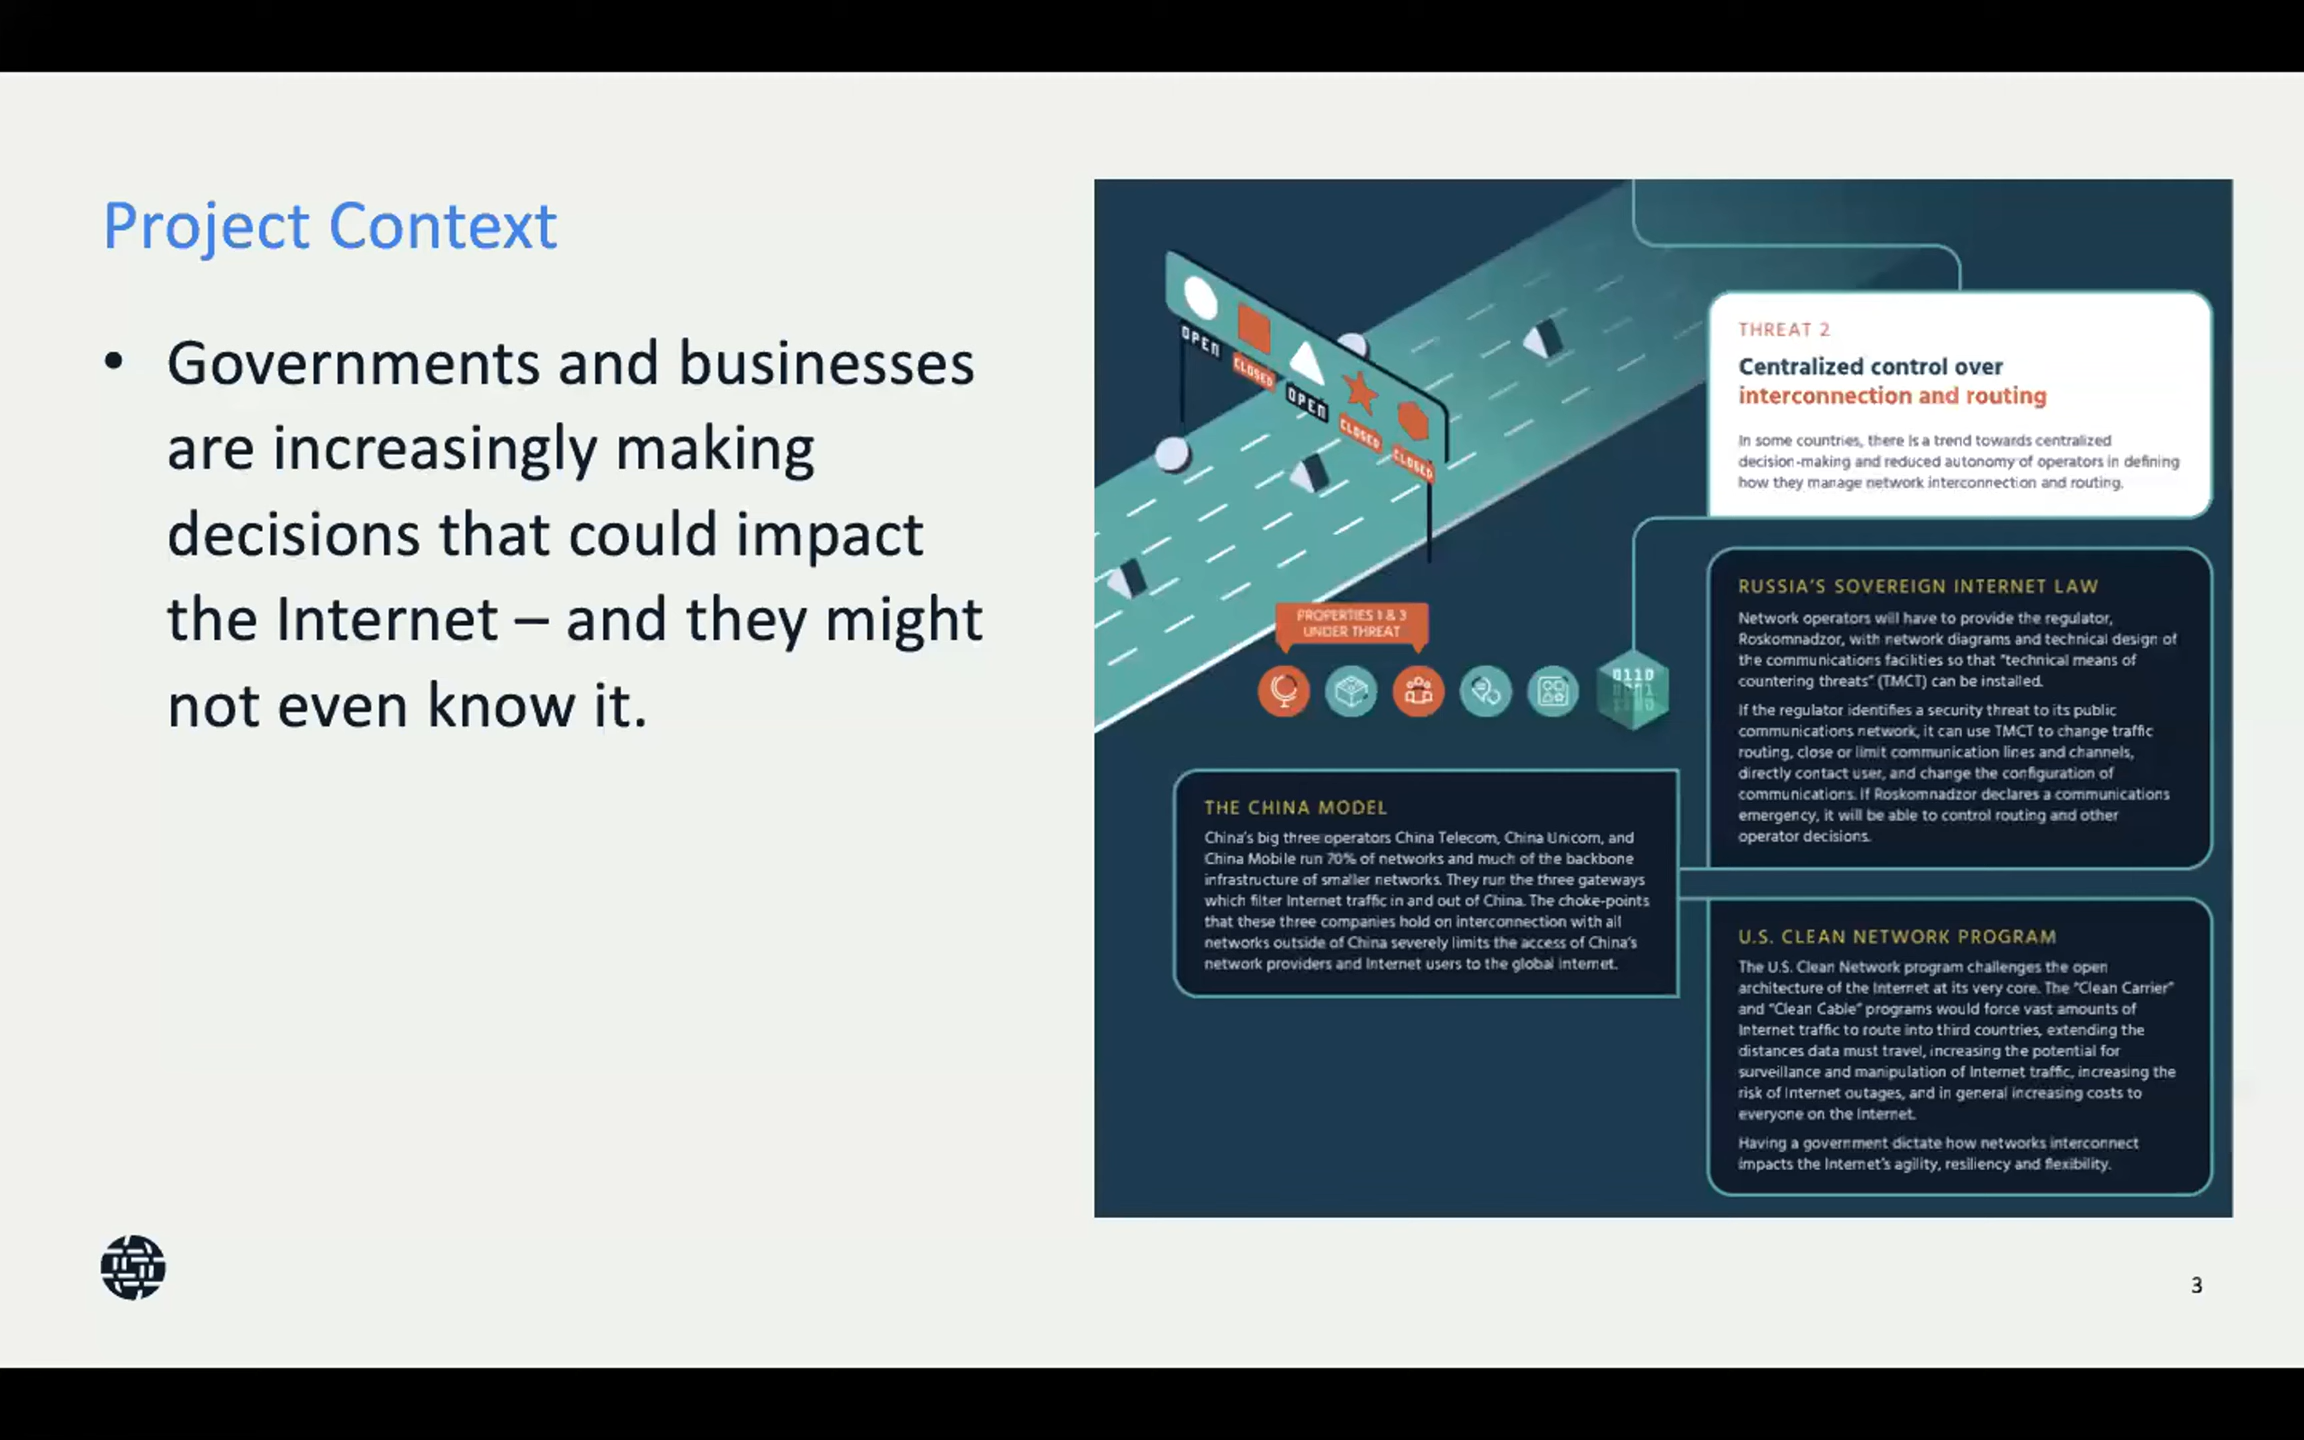 Project Context
• Governments and businesses
are increasingly making
decisions that could impact
the Internet – and they might
not even know it.
OPEN
CLOSED
OPEN
CLOSED
CLOSED
THREAT 2
Centralized control over
interconnection and routing
In some countries, there is a trend towards centralized
decision-making and reduced autonomy of operators in defining
how they manage network interconnection and routing.
PROPERTIES 1 & 3
UNDER THREAT
0110
RUSSIA'S SOVEREIGN INTERNET LAW
Network operators will have to provide the regulator,
Roskomnadzor, with network diagrams and technical design of
the communications facilities so that "technical means of
countering threats" (TMCT) can be installed.
If the regulator identifies a security threat to its public
communications network, it can use TMCT to change traffic
routing, close or limit communication lines and channels,
directly contact user, and change the configuration of
communications. If Roskomnadzor declares a communications
emergency, it will be able to control routing and other
operator decisions.
THE CHINA MODEL
China's big three operators China Telecom, China Unicom, and
China Mobile run 70% of networks and much of the backbone
infrastructure of smaller networks. They run the three gateways
which filter Internet traffic in and out of China. The choke-points
that these three companies hold on interconnection with all
networks outside of China severely limits the access of China's
network providers and Internet users to the global Internet.
U.S. CLEAN NETWORK PROGRAM
The U.S. Clean Network program challenges the open
architecture of the Internet at its very core. The "Clean Carrier"
and "Clean Cable" programs would force vast amounts of
Internet traffic to route into third countries, extending the
distances data must travel, increasing the potential for
surveillance and manipulation of Internet traffic, increasing the
risk of Internet outages, and in general increasing costs to
everyone on the Internet.
Having a government dictate how networks interconnect
impacts the Internet's agility, resiliency and flexibility.
3